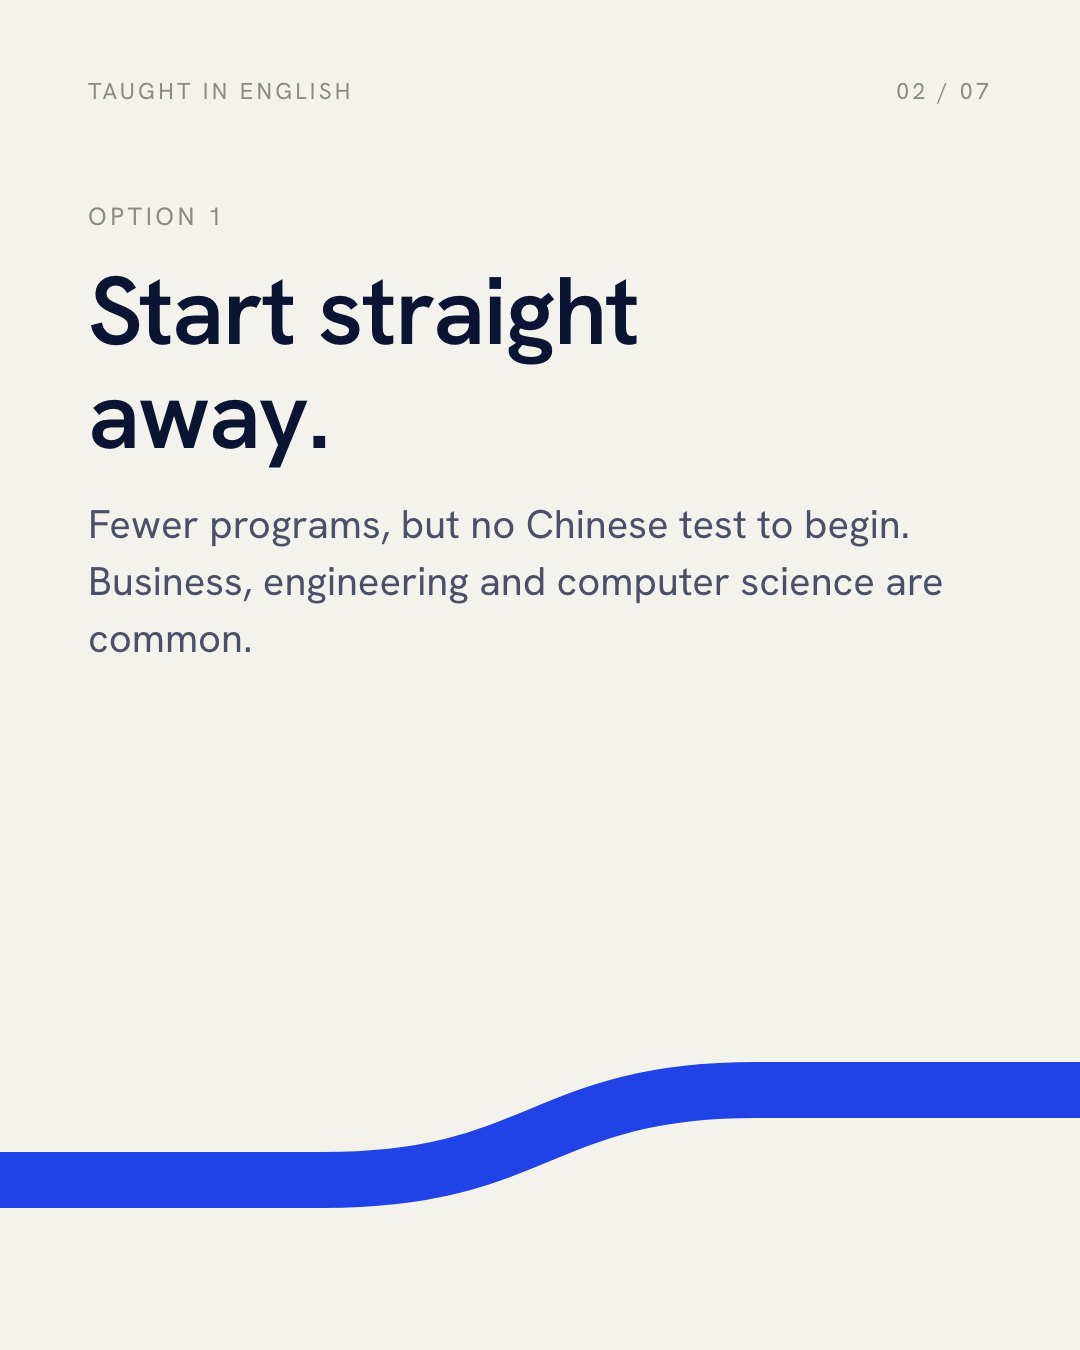 TAUGHT IN ENGLISH
02 / 07
OPTION 1
Start straight
away.
Fewer programs, but no Chinese test to begin.
Business, engineering and computer science are
common.